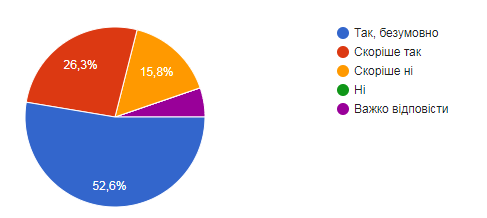 26,3%
15,8%
52,6%
Так, безумовно
Скоріше так
Скоріше ні
Ні
Важко відповісти